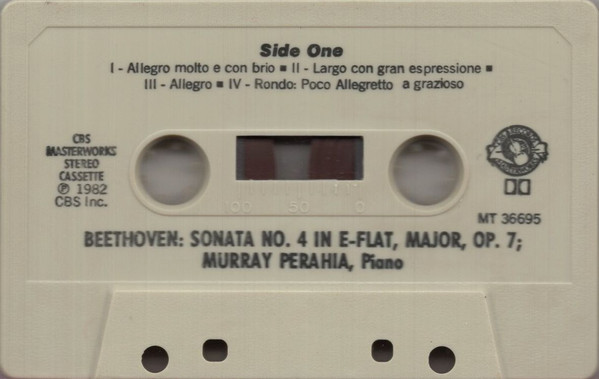 Side One
I - Allegro molto e con brio ▪ II - Largo con gran espressione ▪
III - Allegro ▪ IV - Rondo: Poco Allegretto a grazioso
CBS
MASTERWORKS
STEREO
CASSETTE
℗ 1982
CBS Inc.
100 50 0
MT 36695
BEETHOVEN: SONATA NO. 4 IN E-FLAT, MAJOR, OP. 7;
MURRAY PERAHIA, Piano